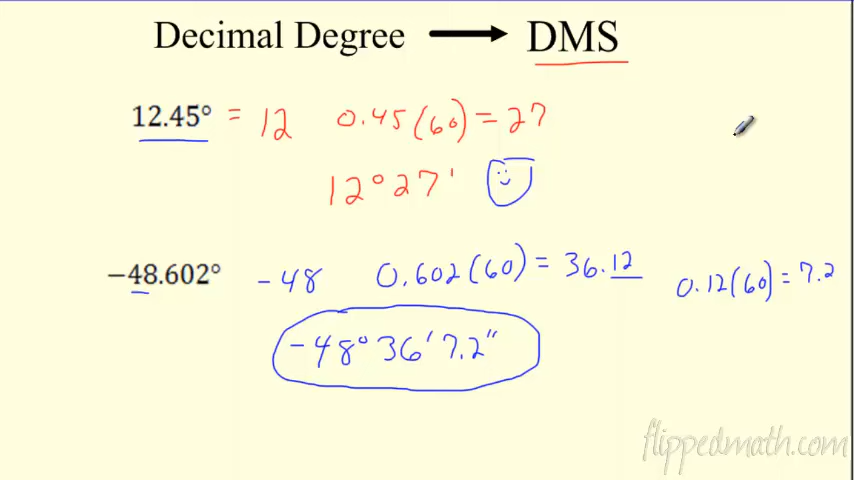 Decimal Degree → DMS
12.45° = 12 0.45(60) = 27
12° 27'
−48.602° -48 0.602(60) = 36.12 0.12(60) = 7.2
-48° 36' 7.2"
flippedmath.com